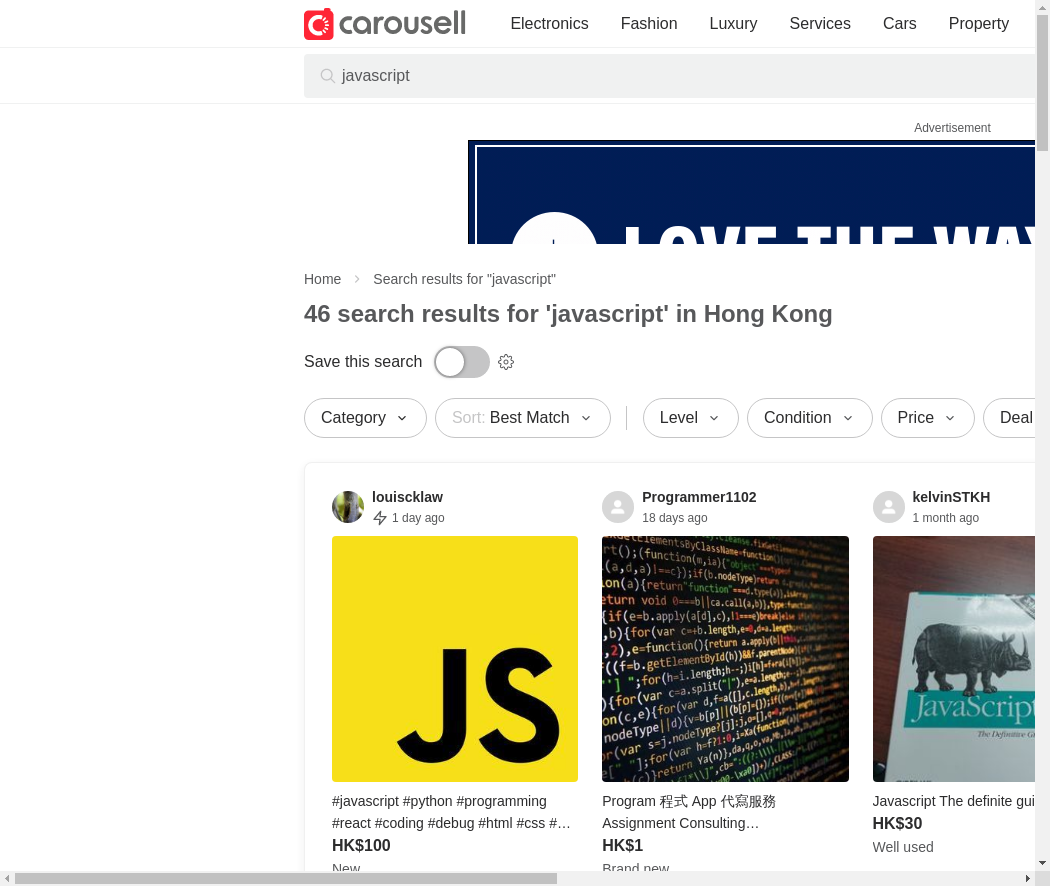 carousell
Electronics
Fashion
Luxury
Services
Cars
Property
javascript
Advertisement
LOVE THE WAY
Home
Search results for "javascript"
46 search results for 'javascript' in Hong Kong
Save this search
Category
Sort: Best Match
Level
Condition
Price
Deal
louiscklaw
1 day ago
JS
#javascript #python #programming
#react #coding #debug #html #css #…
HK$100
New
Programmer1102
18 days ago
Program 程式 App 代寫服務
Assignment Consulting…
HK$1
Brand new
kelvinSTKH
1 month ago
JavaScript
The Definitive
Javascript The definite gui
HK$30
Well used